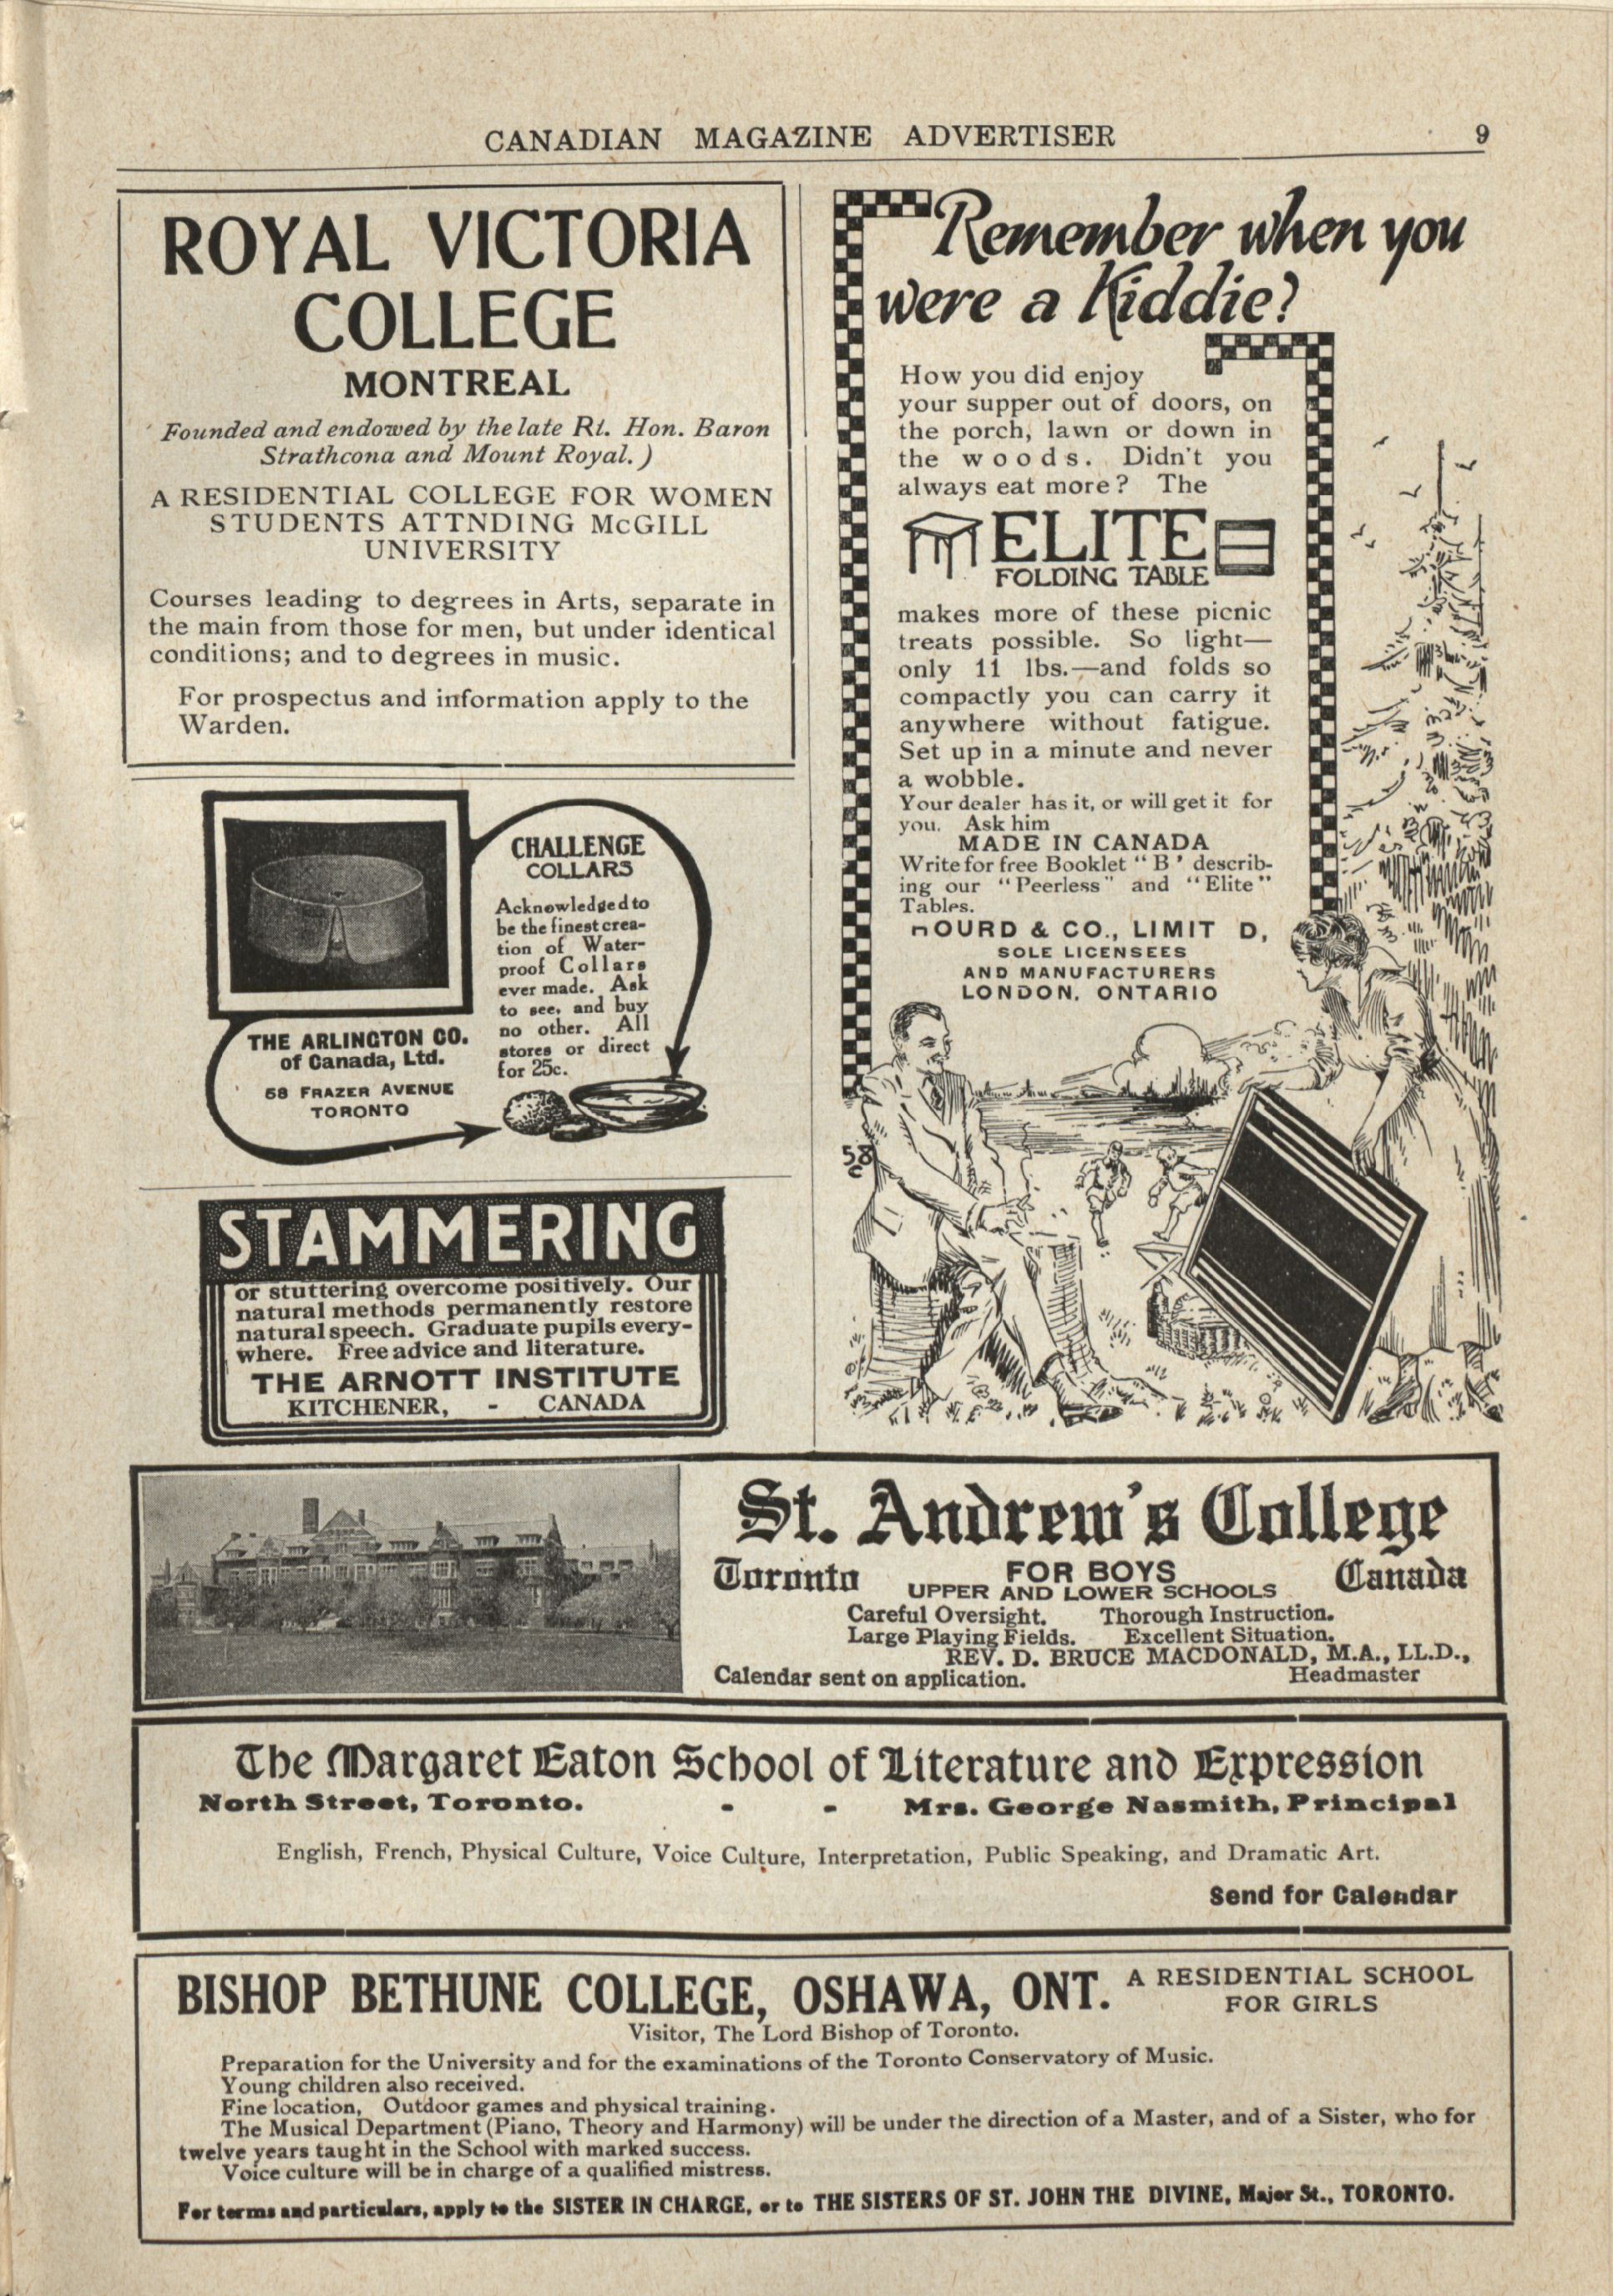 CANADIAN MAGAZINE ADVERTISER 9
ROYAL VICTORIA
COLLEGE
MONTREAL
Founded and endowed by the late Rt. Hon. Baron
Strathcona and Mount Royal.)
A RESIDENTIAL COLLEGE FOR WOMEN
STUDENTS ATTNDING McGILL
UNIVERSITY
Courses leading to degrees in Arts, separate in
the main from those for men, but under identical
conditions; and to degrees in music.
For prospectus and information apply to the
Warden.
CHALLENGE
COLLARS
Acknowledged to
be the finest crea-
tion of Water-
proof Collars
ever made. Ask
to see, and buy
no other. All
stores or direct
for 25c.
THE ARLINGTON CO.
of Canada, Ltd.
58 FRAZER AVENUE
TORONTO
STAMMERING
or stuttering overcome positively. Our
natural methods permanently restore
natural speech. Graduate pupils every-
where. Free advice and literature.
THE ARNOTT INSTITUTE
KITCHENER, - CANADA
Remember when you
were a Kiddie?
How you did enjoy
your supper out of doors, on
the porch, lawn or down in
the woods. Didn't you
always eat more? The
ELITE
FOLDING TABLE
makes more of these picnic
treats possible. So light—
only 11 lbs.—and folds so
compactly you can carry it
anywhere without fatigue.
Set up in a minute and never
a wobble.
Your dealer has it, or will get it for
you. Ask him
MADE IN CANADA
Write for free Booklet "B' describ-
ing our "Peerless" and "Elite"
Tables.
HOURD & CO., LIMIT D,
SOLE LICENSEES
AND MANUFACTURERS
LONDON, ONTARIO
58
C
St. Andrew's College
Toronto FOR BOYS Canada
UPPER AND LOWER SCHOOLS
Careful Oversight. Thorough Instruction.
Large Playing Fields. Excellent Situation.
REV. D. BRUCE MACDONALD, M.A., LL.D.,
Calendar sent on application. Headmaster
The Margaret Eaton School of Literature and Expression
North Street, Toronto. - - Mrs. George Nasmith, Principal
English, French, Physical Culture, Voice Culture, Interpretation, Public Speaking, and Dramatic Art.
Send for Calendar
BISHOP BETHUNE COLLEGE, OSHAWA, ONT. A RESIDENTIAL SCHOOL
FOR GIRLS
Visitor, The Lord Bishop of Toronto.
Preparation for the University and for the examinations of the Toronto Conservatory of Music.
Young children also received.
Fine location, Outdoor games and physical training.
The Musical Department (Piano, Theory and Harmony) will be under the direction of a Master, and of a Sister, who for
twelve years taught in the School with marked success.
Voice culture will be in charge of a qualified mistress.
For terms and particulars, apply to the SISTER IN CHARGE, or to THE SISTERS OF ST. JOHN THE DIVINE, Major St., TORONTO.